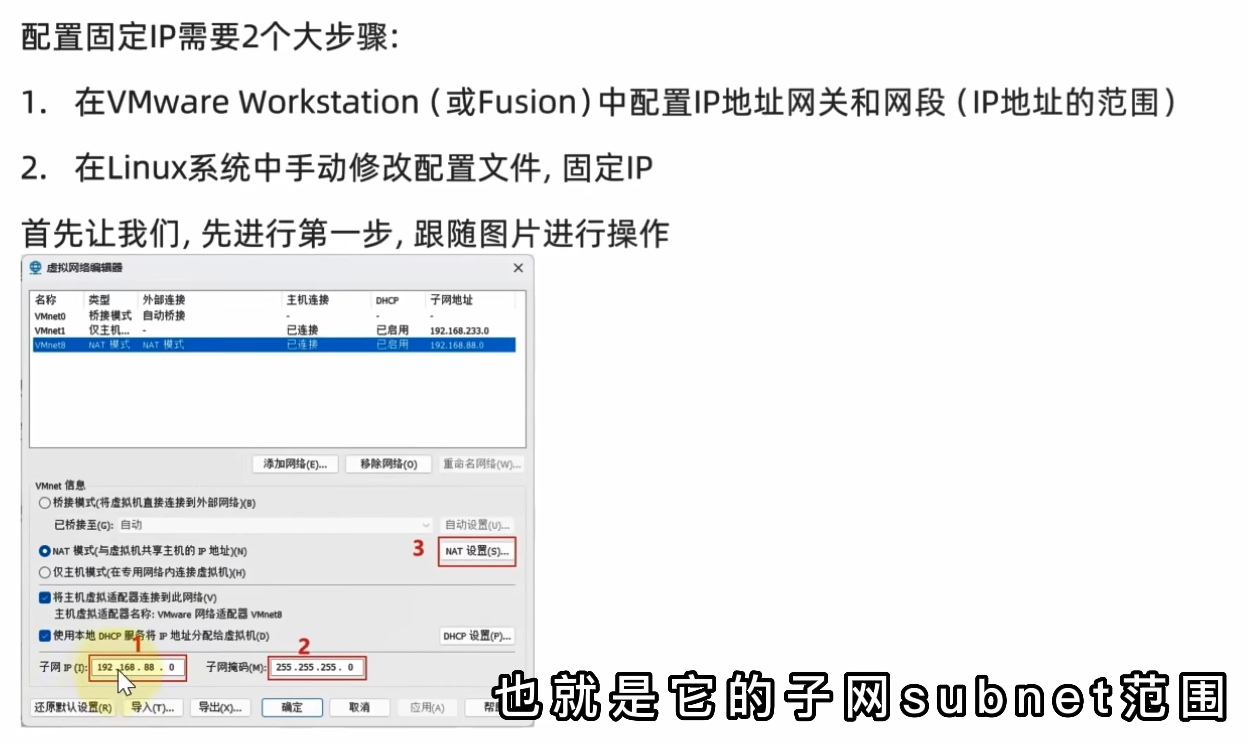 配置固定IP需要2个大步骤:
1. 在VMware Workstation（或Fusion）中配置IP地址网关和网段（IP地址的范围）
2. 在Linux系统中手动修改配置文件, 固定IP
首先让我们, 先进行第一步, 跟随图片进行操作
虚拟网络编辑器
名称 类型 外部连接 主机连接 DHCP 子网地址
VMnet0 桥接模式 自动桥接 - - -
VMnet1 仅主机... - 已连接 已启用 192.168.233.0
VMnet8 NAT 模式 NAT 模式 已连接 已启用 192.168.88.0
添加网络(E)... 移除网络(O) 重命名网络(W)...
VMnet 信息
桥接模式(将虚拟机直接连接到外部网络)(B)
已桥接至(G): 自动 自动设置(U)...
NAT 模式(与虚拟机共享主机的 IP 地址)(N) 3 NAT 设置(S)...
仅主机模式(在专用网络内连接虚拟机)(H)
将主机虚拟适配器连接到此网络(V)
主机虚拟适配器名称: VMware 网络适配器 VMnet8
使用本地 DHCP 服务将 IP 地址分配给虚拟机(D) DHCP 设置(P)...
1 2
子网 IP (I): 192 .168 . 88 . 0 子网掩码(M): 255 .255 .255 . 0
还原默认设置(R) 导入(T)... 导出(X)... 确定 取消 应用(A) 帮
也就是它的子网subnet范围